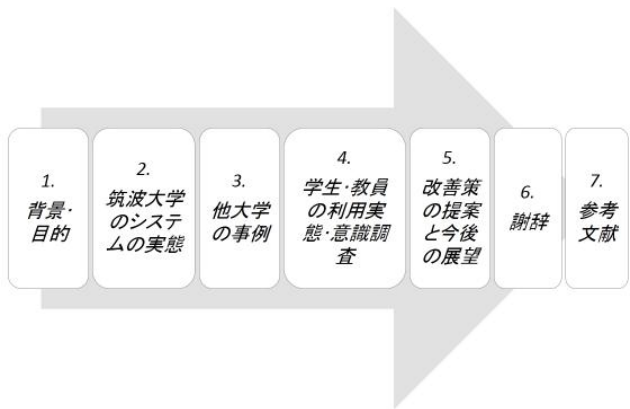 1.
背景・
目的
2.
筑波大学
のシステ
ムの実態
3.
他大学
の事例
4.
学生・教員
の利用実
態・意識調
査
5.
改善策
の提案
と今後
の展望
6.
謝辞
7.
参考
文献